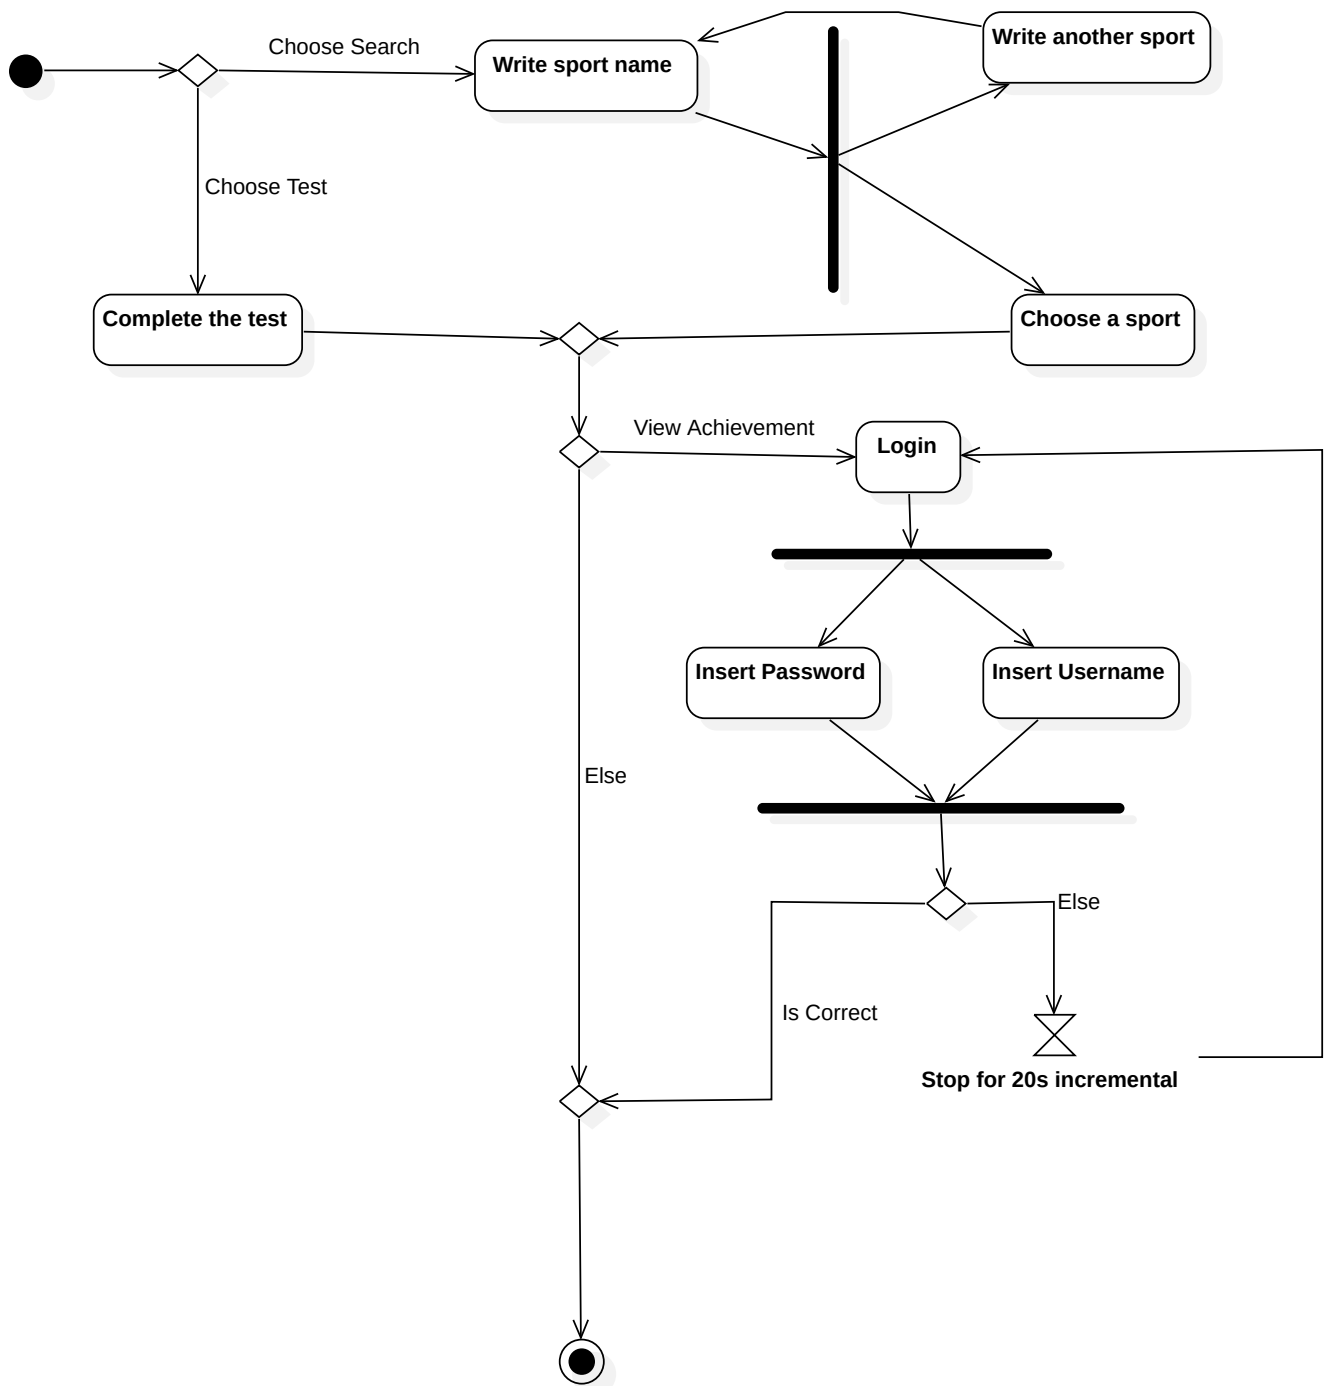 Choose Search
Write sport name
Write another sport
Choose Test
Complete the test
Choose a sport
View Achievement
Login
Insert Password
Insert Username
Else
Else
Is Correct
Stop for 20s incremental